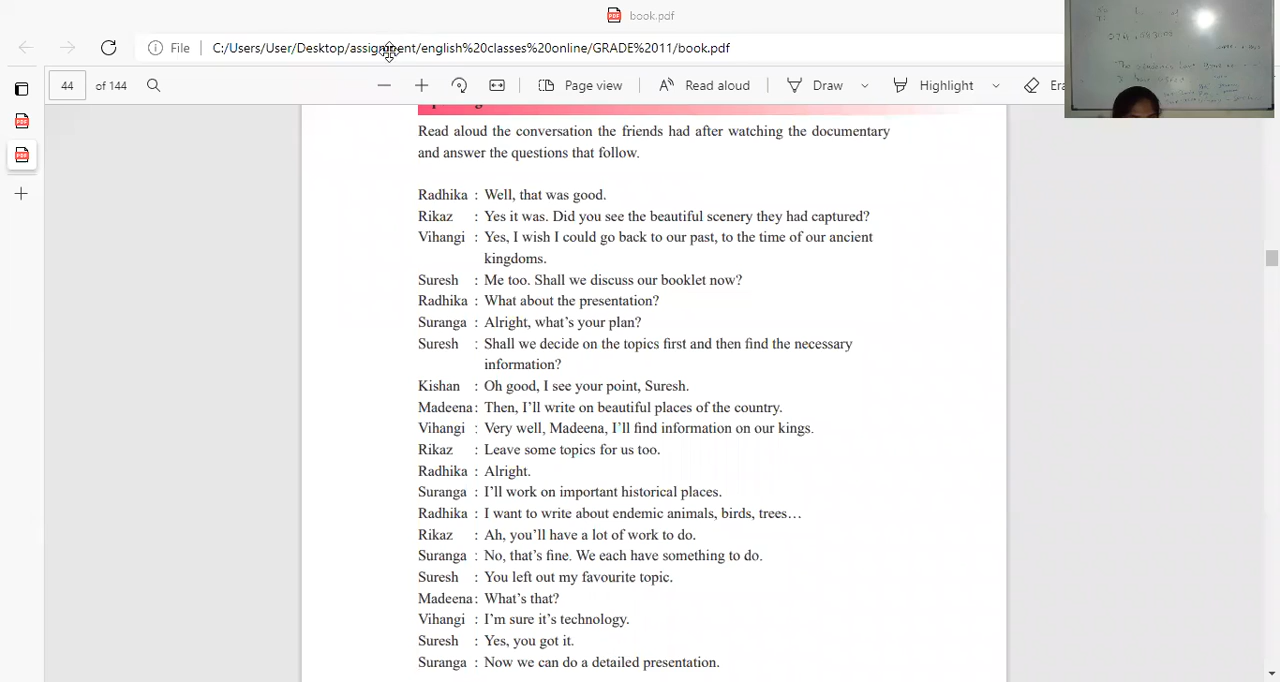 book.pdf
File C:/Users/User/Desktop/assignment/english%20classes%20online/GRADE%2011/book.pdf
44 of 144 Page view Read aloud Draw Highlight
Read aloud the conversation the friends had after watching the documentary
and answer the questions that follow.
Radhika : Well, that was good.
Rikaz : Yes it was. Did you see the beautiful scenery they had captured?
Vihangi : Yes, I wish I could go back to our past, to the time of our ancient
kingdoms.
Suresh : Me too. Shall we discuss our booklet now?
Radhika : What about the presentation?
Suranga : Alright, what's your plan?
Suresh : Shall we decide on the topics first and then find the necessary
information?
Kishan : Oh good, I see your point, Suresh.
Madeena : Then, I'll write on beautiful places of the country.
Vihangi : Very well, Madeena, I'll find information on our kings.
Rikaz : Leave some topics for us too.
Radhika : Alright.
Suranga : I'll work on important historical places.
Radhika : I want to write about endemic animals, birds, trees…
Rikaz : Ah, you'll have a lot of work to do.
Suranga : No, that's fine. We each have something to do.
Suresh : You left out my favourite topic.
Madeena : What's that?
Vihangi : I'm sure it's technology.
Suresh : Yes, you got it.
Suranga : Now we can do a detailed presentation.